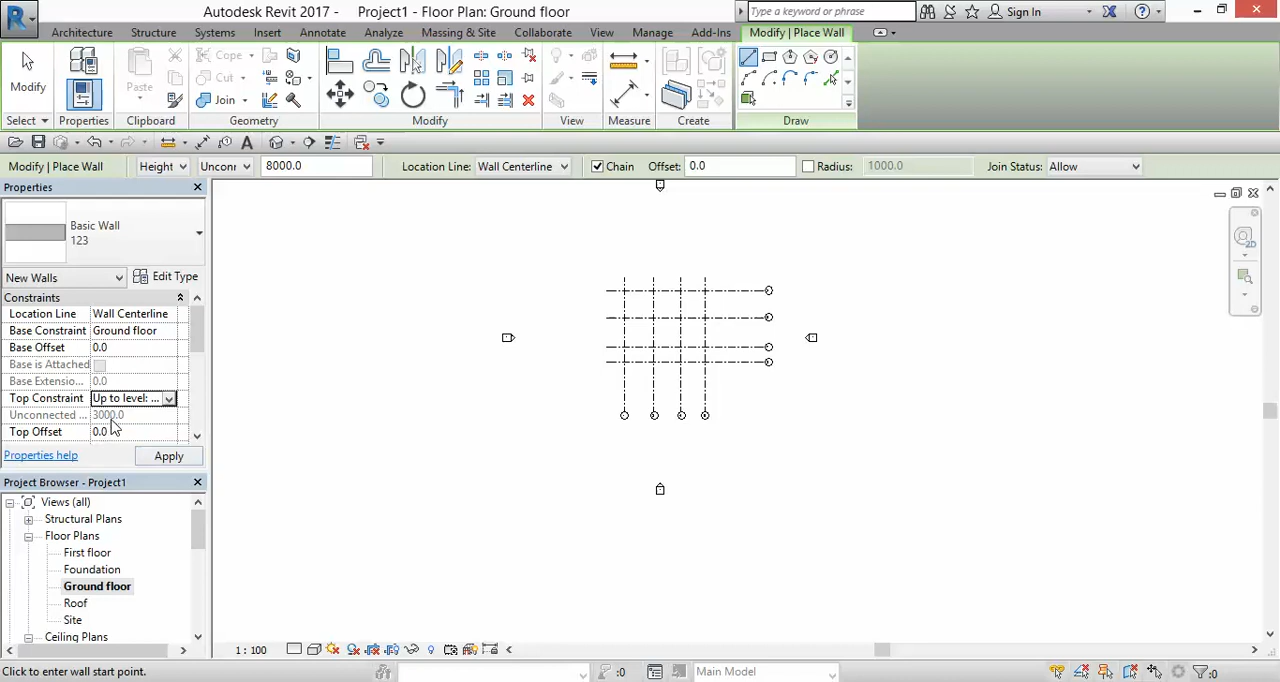 Autodesk Revit 2017 - Project1 - Floor Plan: Ground floor
Type a keyword or phrase
Sign In
Architecture Structure Systems Insert Annotate Analyze Massing & Site Collaborate View Manage Add-Ins Modify | Place Wall
Modify
Paste
Cope
Cut
Join
Select Properties Clipboard Geometry Modify View Measure Create Draw
Modify | Place Wall Height Uncon 8000.0 Location Line: Wall Centerline Chain Offset: 0.0 Radius: 1000.0 Join Status: Allow
Properties
Basic Wall
123
New Walls Edit Type
Constraints
Location Line Wall Centerline
Base Constraint Ground floor
Base Offset 0.0
Base is Attached
Base Extensio... 0.0
Top Constraint Up to level: ...
Unconnected ... 3000.0
Top Offset 0.0
Properties help Apply
Project Browser - Project1
Views (all)
Structural Plans
Floor Plans
First floor
Foundation
Ground floor
Roof
Site
Ceiling Plans
2D
1 : 100
Click to enter wall start point.
:0
Main Model
:0